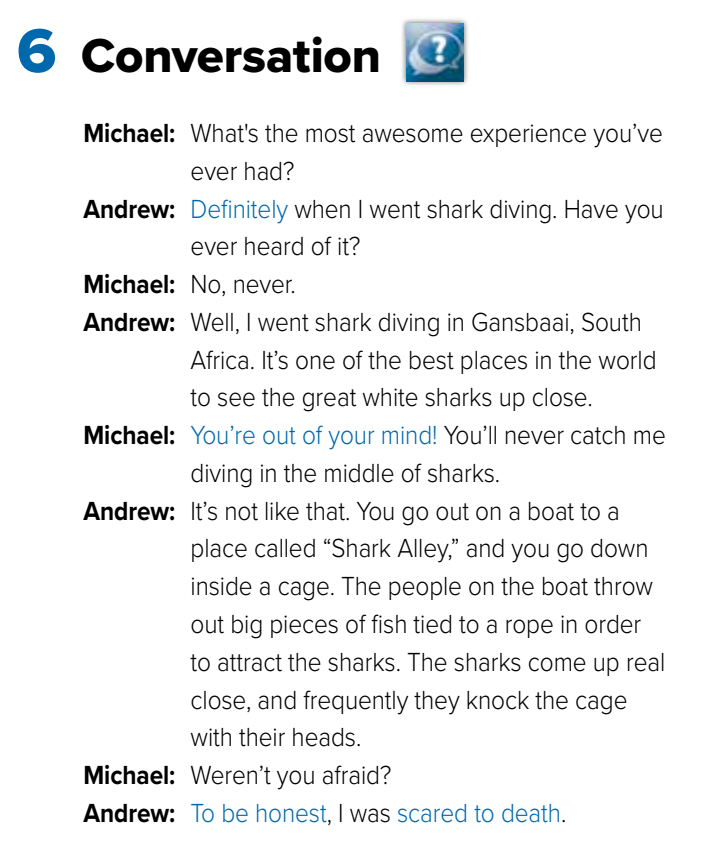 6 Conversation
Michael: What's the most awesome experience you’ve
ever had?
Andrew: Definitely when I went shark diving. Have you
ever heard of it?
Michael: No, never.
Andrew: Well, I went shark diving in Gansbaai, South
Africa. It’s one of the best places in the world
to see the great white sharks up close.
Michael: You’re out of your mind! You’ll never catch me
diving in the middle of sharks.
Andrew: It’s not like that. You go out on a boat to a
place called “Shark Alley,” and you go down
inside a cage. The people on the boat throw
out big pieces of fish tied to a rope in order
to attract the sharks. The sharks come up real
close, and frequently they knock the cage
with their heads.
Michael: Weren’t you afraid?
Andrew: To be honest, I was scared to death.